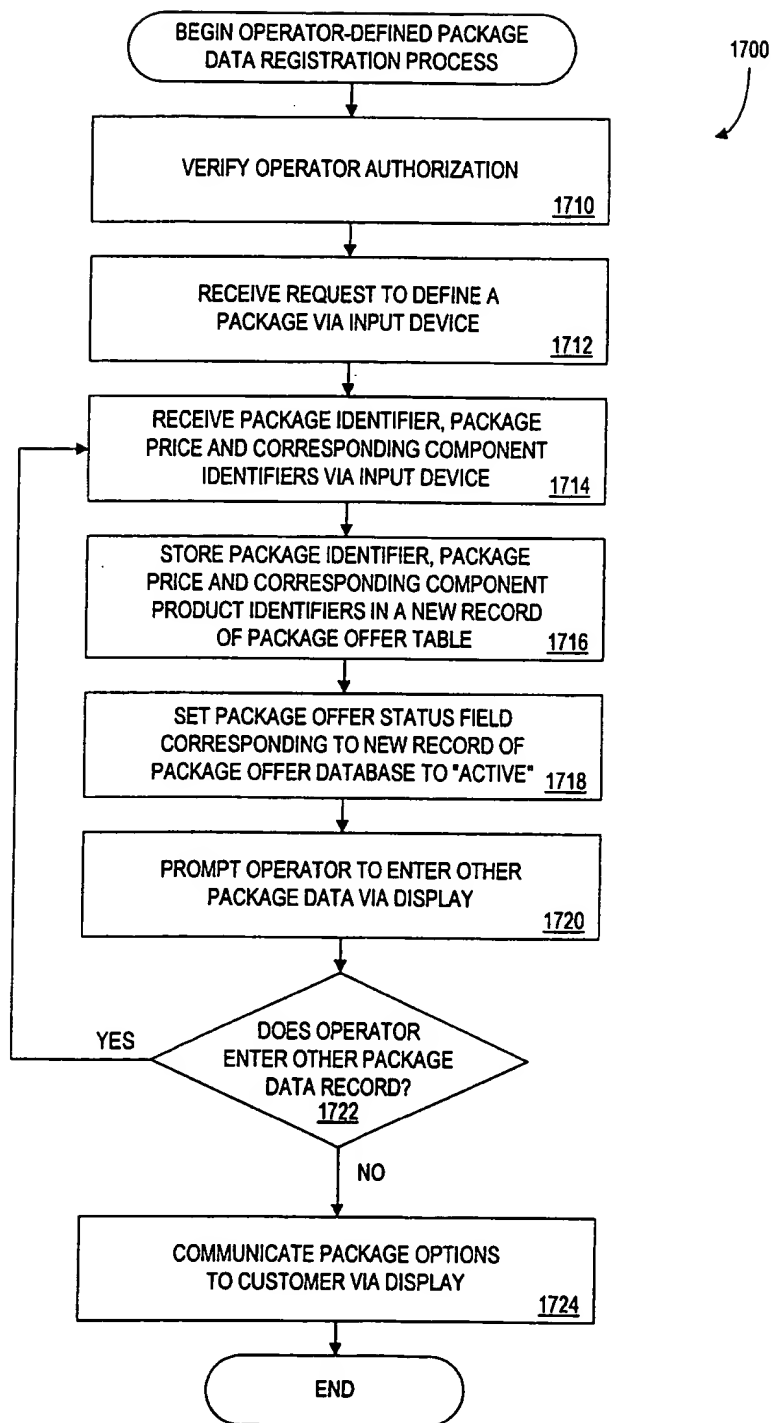 BEGIN OPERATOR-DEFINED PACKAGE
DATA REGISTRATION PROCESS
1700
VERIFY OPERATOR AUTHORIZATION
1710
RECEIVE REQUEST TO DEFINE A
PACKAGE VIA INPUT DEVICE
1712
RECEIVE PACKAGE IDENTIFIER, PACKAGE
PRICE AND CORRESPONDING COMPONENT
IDENTIFIERS VIA INPUT DEVICE
1714
STORE PACKAGE IDENTIFIER, PACKAGE
PRICE AND CORRESPONDING COMPONENT
PRODUCT IDENTIFIERS IN A NEW RECORD
OF PACKAGE OFFER TABLE
1716
SET PACKAGE OFFER STATUS FIELD
CORRESPONDING TO NEW RECORD OF
PACKAGE OFFER DATABASE TO "ACTIVE"
1718
PROMPT OPERATOR TO ENTER OTHER
PACKAGE DATA VIA DISPLAY
1720
YES
DOES OPERATOR
ENTER OTHER PACKAGE
DATA RECORD?
1722
NO
COMMUNICATE PACKAGE OPTIONS
TO CUSTOMER VIA DISPLAY
1724
END